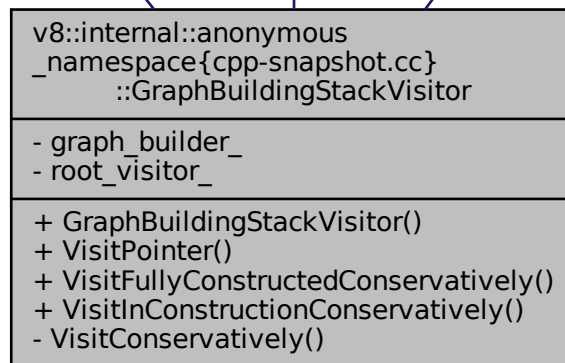 v8::internal::anonymous
_namespace{cpp-snapshot.cc}
::GraphBuildingStackVisitor
- graph_builder_
- root_visitor_
+ GraphBuildingStackVisitor()
+ VisitPointer()
+ VisitFullyConstructedConservatively()
+ VisitInConstructionConservatively()
- VisitConservatively()